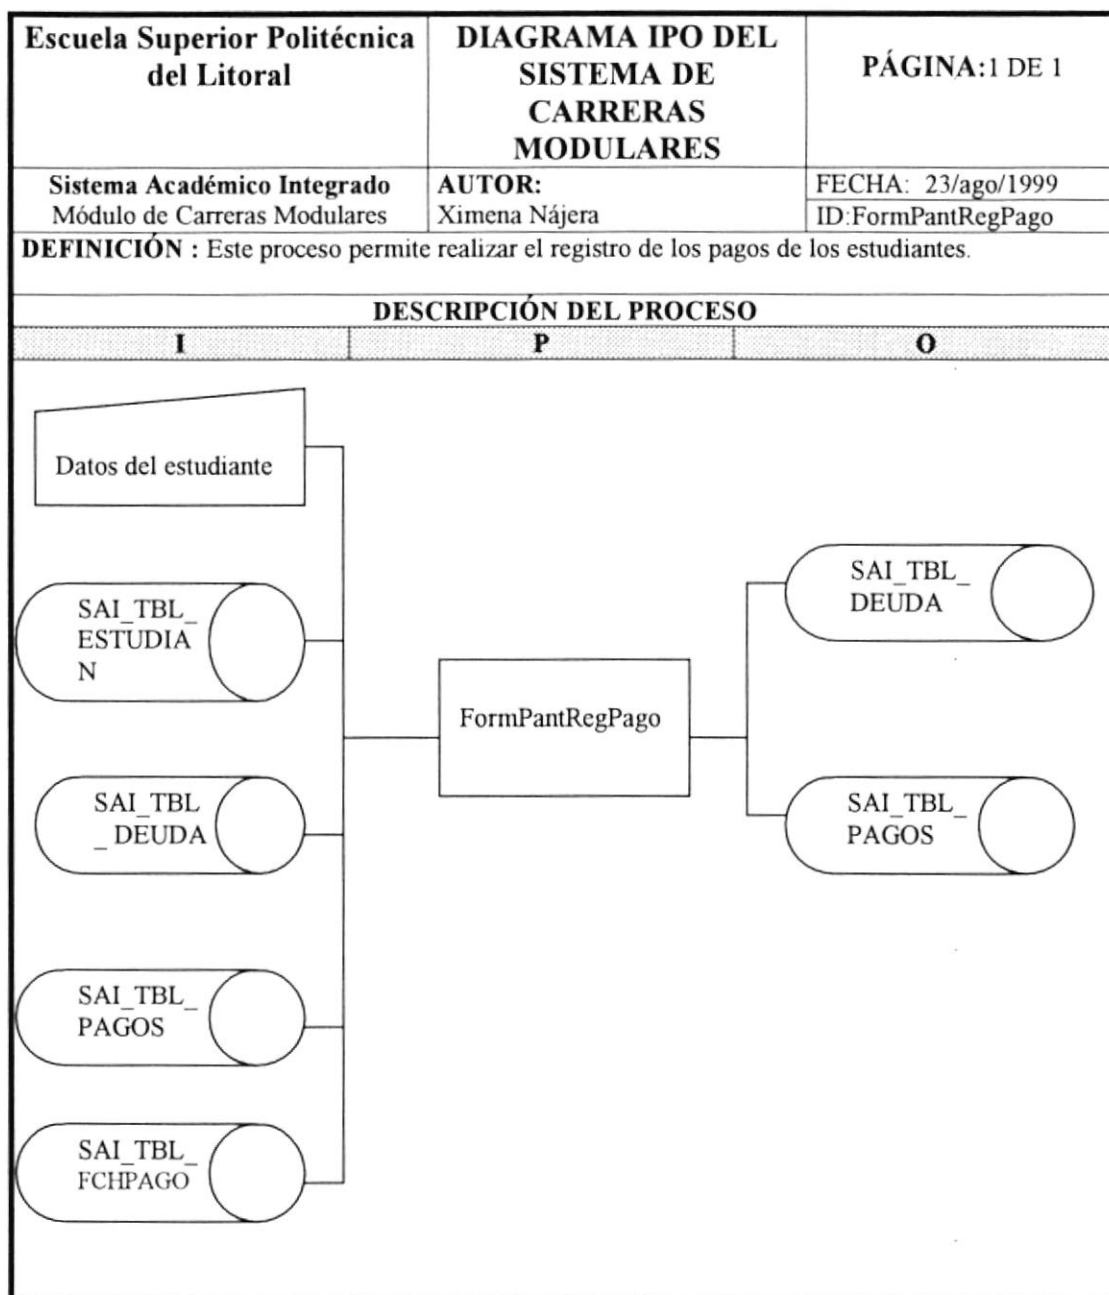 Escuela Superior Politécnica
del Litoral
DIAGRAMA IPO DEL
SISTEMA DE
CARRERAS
MODULARES
PÁGINA:1 DE 1
Sistema Académico Integrado
Módulo de Carreras Modulares
AUTOR:
Ximena Nájera
FECHA: 23/ago/1999
ID:FormPantRegPago
DEFINICIÓN : Este proceso permite realizar el registro de los pagos de los estudiantes.
DESCRIPCIÓN DEL PROCESO
I P O
Datos del estudiante
SAI_TBL_
ESTUDIA
N
SAI_TBL
_ DEUDA
SAI_TBL_
PAGOS
SAI_TBL_
FCHPAGO
FormPantRegPago
SAI_TBL_
DEUDA
SAI_TBL_
PAGOS